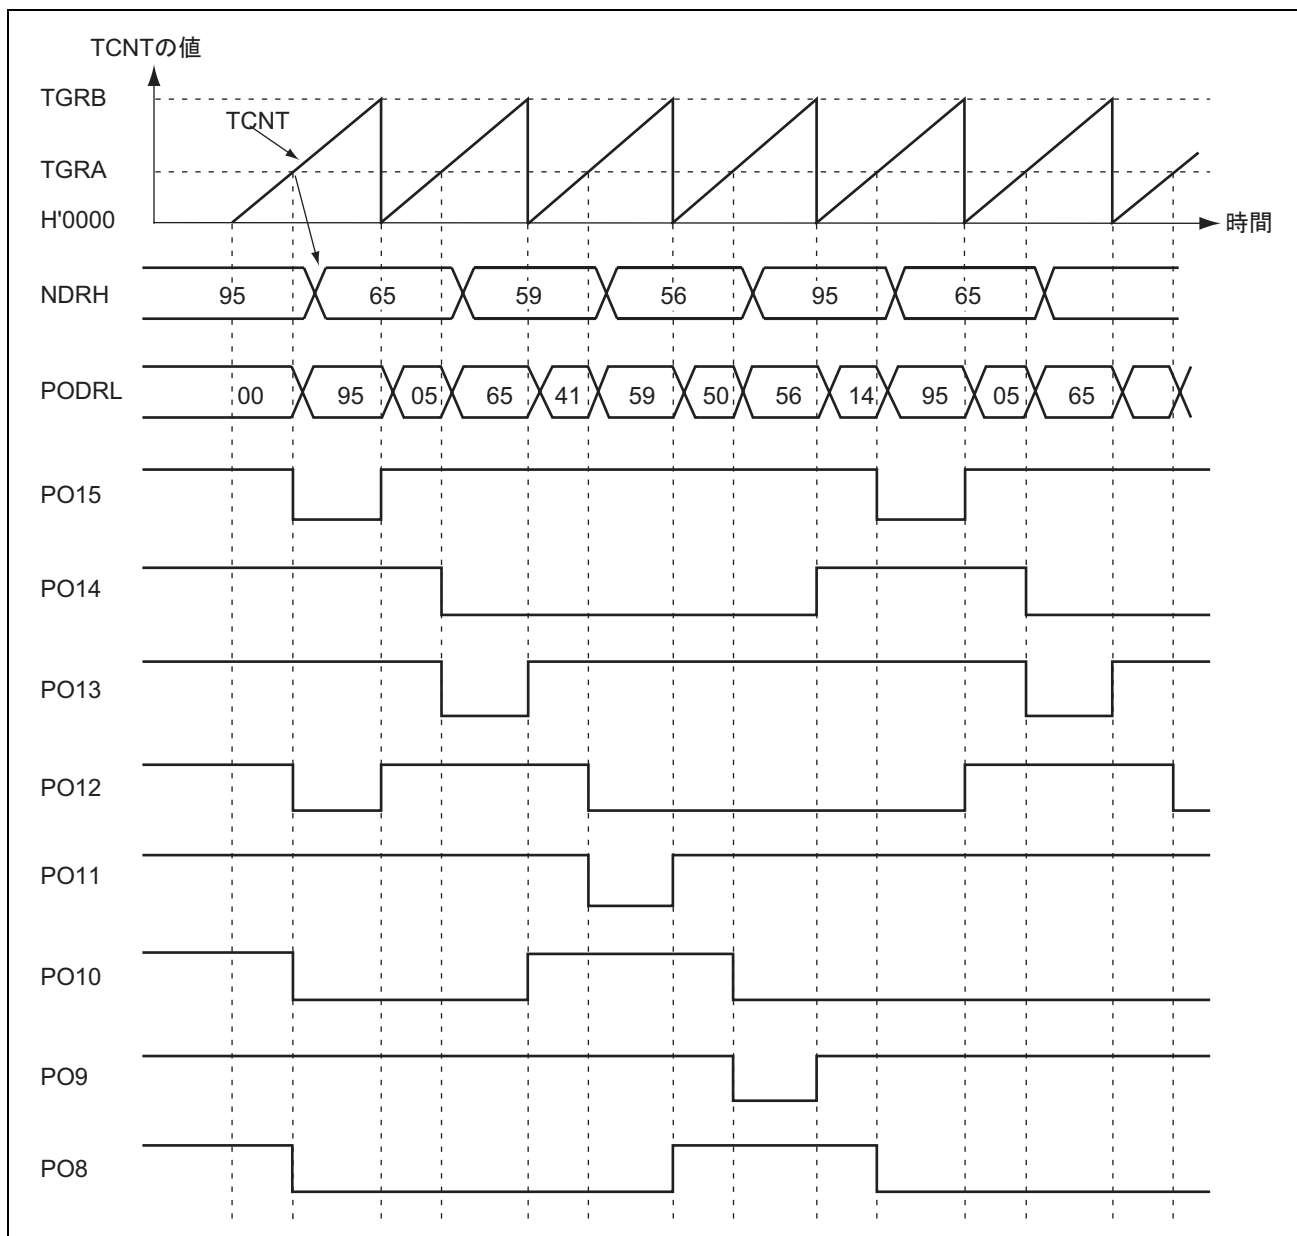 TCNTの値
TGRB
TCNT
TGRA
H'0000
時間
NDRH
95 65 59 56 95 65
PODRL
00 95 05 65 41 59 50 56 14 95 05 65
PO15
PO14
PO13
PO12
PO11
PO10
PO9
PO8